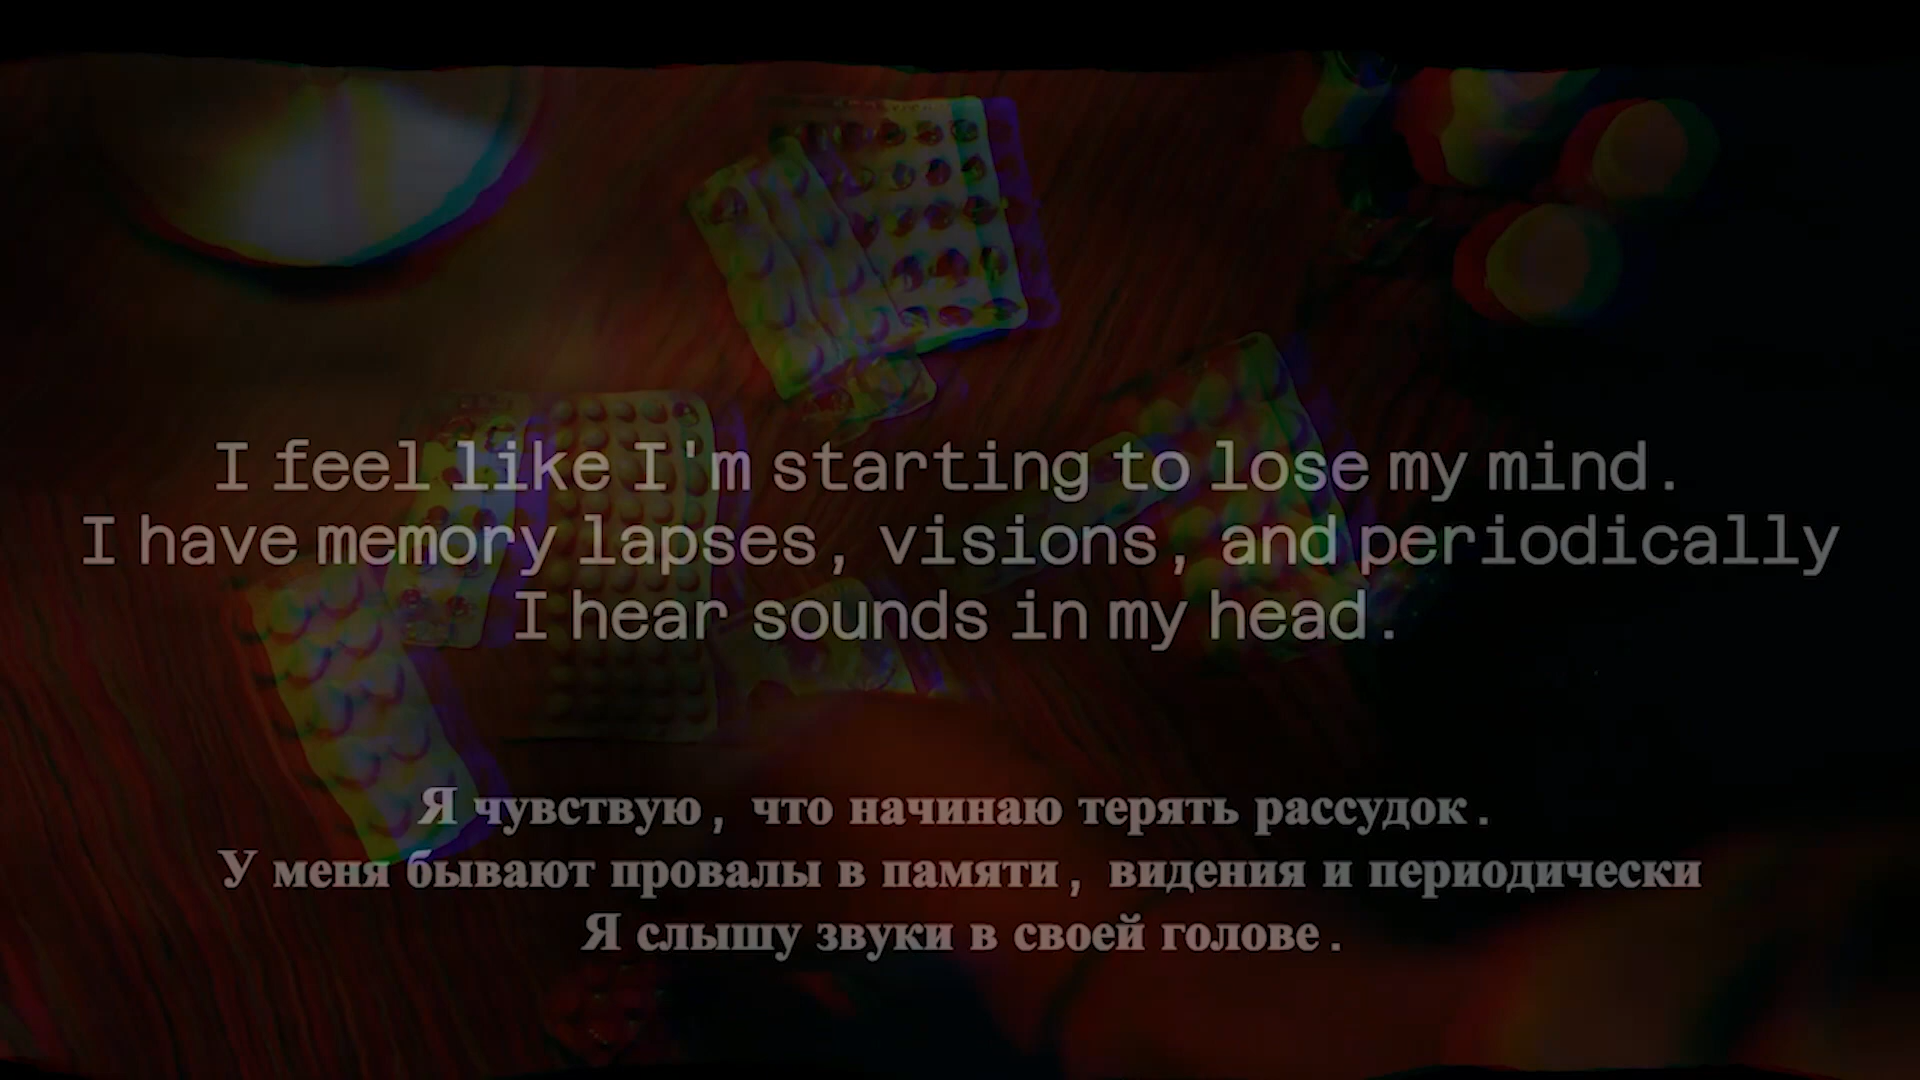 I feel like I'm starting to lose my mind.
I have memory lapses, visions, and periodically
I hear sounds in my head.
Я чувствую, что начинаю терять рассудок.
У меня бывают провалы в памяти, видения и периодически
Я слышу звуки в своей голове.